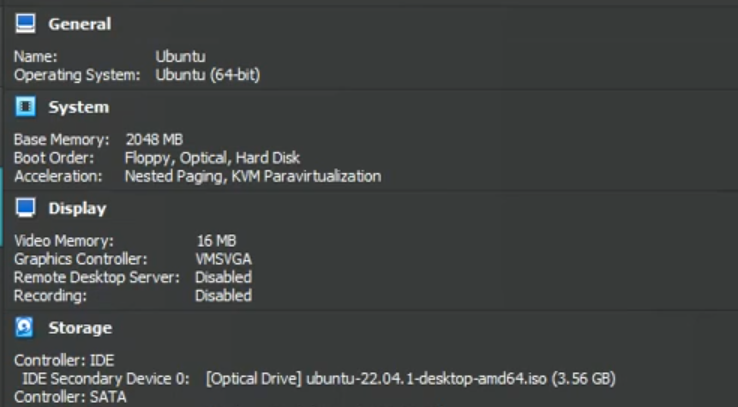 General
Name: Ubuntu
Operating System: Ubuntu (64-bit)
System
Base Memory: 2048 MB
Boot Order: Floppy, Optical, Hard Disk
Acceleration: Nested Paging, KVM Paravirtualization
Display
Video Memory: 16 MB
Graphics Controller: VMSVGA
Remote Desktop Server: Disabled
Recording: Disabled
Storage
Controller: IDE
IDE Secondary Device 0: [Optical Drive] ubuntu-22.04.1-desktop-amd64.iso (3.56 GB)
Controller: SATA